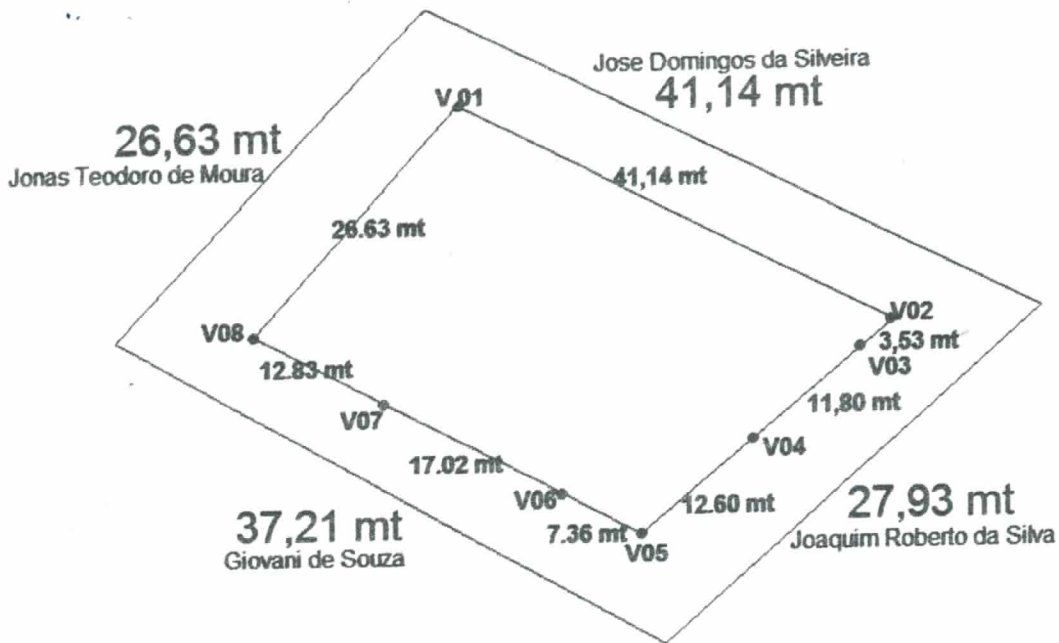 Jose Domingos da Silveira
41,14 mt
V.01
26,63 mt
Jonas Teodoro de Moura
41,14 mt
26.63 mt
V02
V08
3,53 mt
V03
12.83 mt
11,80 mt
V07
V04
17.02 mt
V06
12.60 mt
27,93 mt
Joaquim Roberto da Silva
37,21 mt
Giovani de Souza
7.36 mt
V05